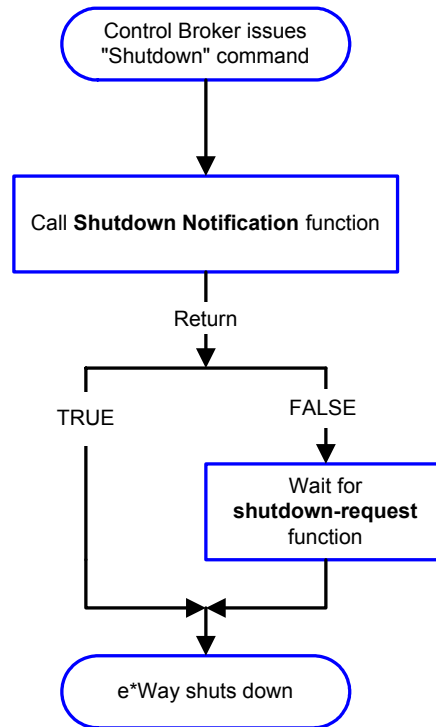 Control Broker issues
"Shutdown" command
Call Shutdown Notification function
Return
TRUE
FALSE
Wait for
shutdown-request
function
e*Way shuts down